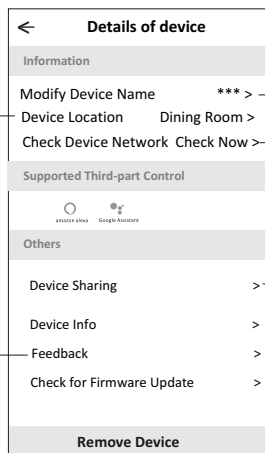 ← Details of device
Information
Modify Device Name *** >
Device Location Dining Room >
Check Device Network Check Now >
Supported Third-part Control
amazon alexa Google Assistant
Others
Device Sharing >
Device Info >
Feedback >
Check for Firmware Update >
Remove Device